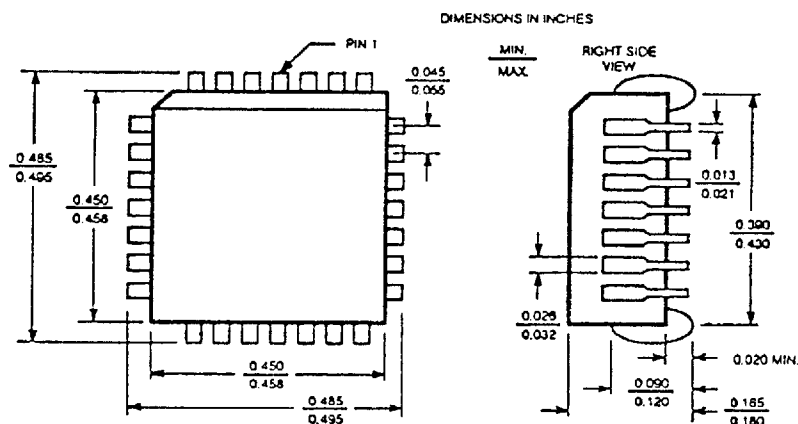 DIMENSIONS IN INCHES
PIN 1
MIN.
MAX.
RIGHT SIDE
VIEW
0.045
0.055
0.485
0.495
0.450
0.458
0.013
0.021
0.390
0.430
0.026
0.032
0.450
0.458
0.485
0.495
0.020 MIN.
0.090
0.120
0.165
0.180